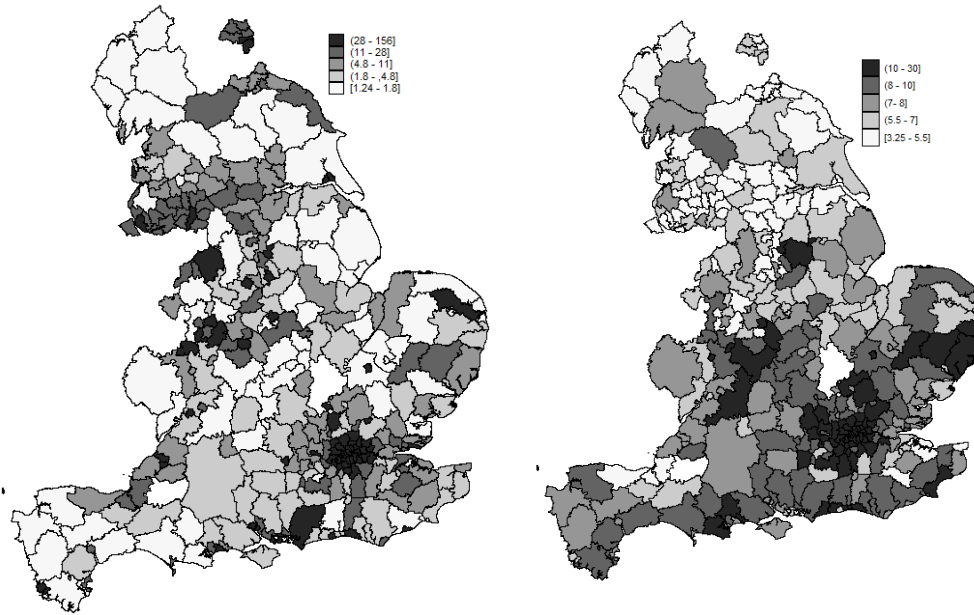 (28 - 156]
(11 - 28]
(4.8 - 11]
(1.8 - ,4.8]
[1.24 - 1.8]
(10 - 30]
(8 - 10]
(7- 8]
(5.5 - 7]
[3.25 - 5.5]